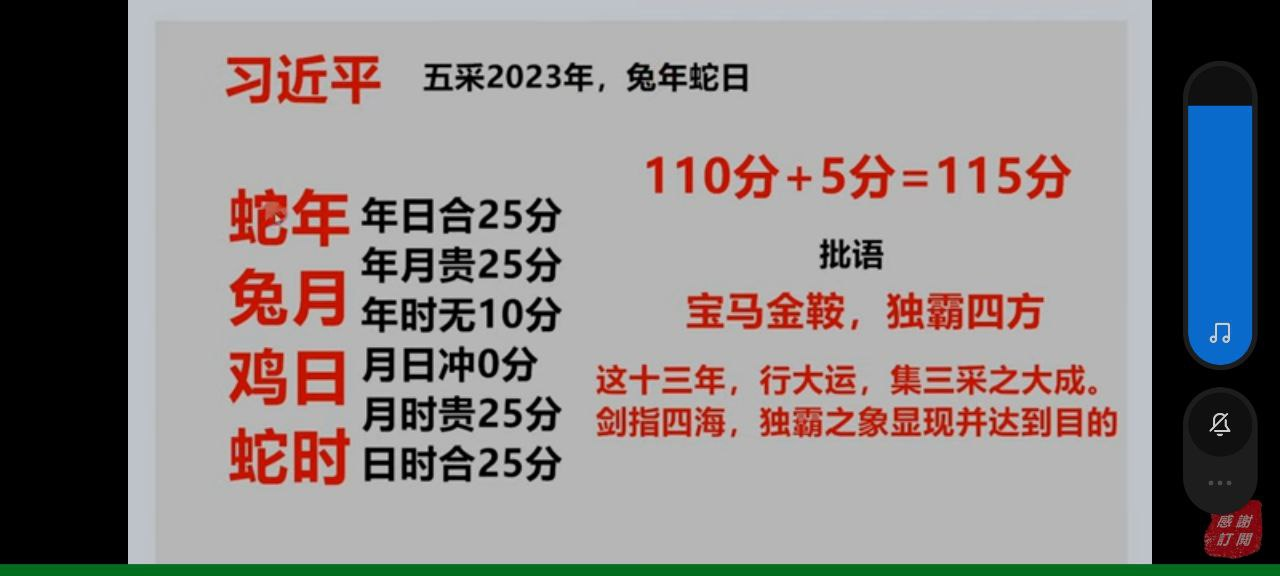 习近平 五采2023年，兔年蛇日
110分+5分=115分
蛇年 年日合25分
年月贵25分
兔月 年时无10分
月日冲0分
鸡日 月时贵25分
蛇时 日时合25分
批语
宝马金鞍，独霸四方
这十三年，行大运，集三采之大成。
剑指四海，独霸之象显现并达到目的
感謝
訂閱